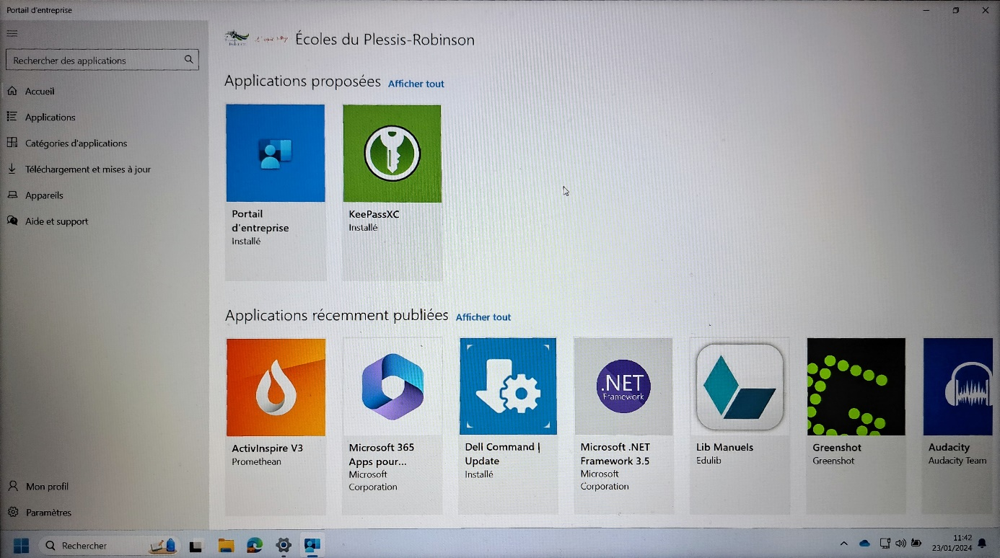 Portail d'entreprise
Rechercher des applications
Accueil
Applications
Catégories d'applications
Téléchargement et mises à jour
Appareils
Aide et support
Mon profil
Paramètres
Écoles du Plessis-Robinson
Applications proposées Afficher tout
Portail
d'entreprise
Installé
KeePassXC
Installé
Applications récemment publiées Afficher tout
ActivInspire V3
Promethean
Microsoft 365
Apps pour...
Microsoft
Corporation
Dell Command |
Update
Installé
.NET
Framework
Microsoft .NET
Framework 3.5
Microsoft
Corporation
Lib Manuels
Edulib
Greenshot
Greenshot
Audacity
Audacity Team
Rechercher
11:42
23/01/2024